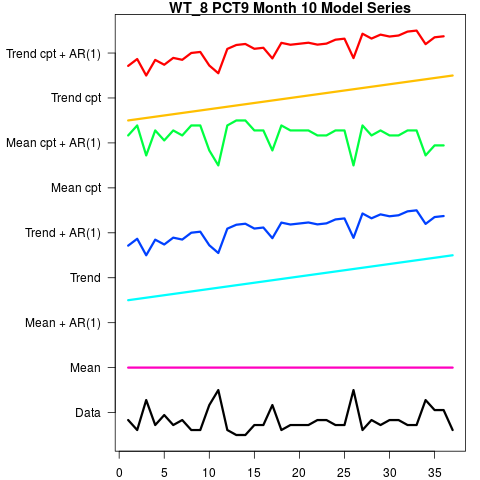 WT_8 PCT9 Month 10 Model Series
Trend cpt + AR(1)
Trend cpt
Mean cpt + AR(1)
Mean cpt
Trend + AR(1)
Trend
Mean + AR(1)
Mean
Data
0 5 10 15 20 25 30 35